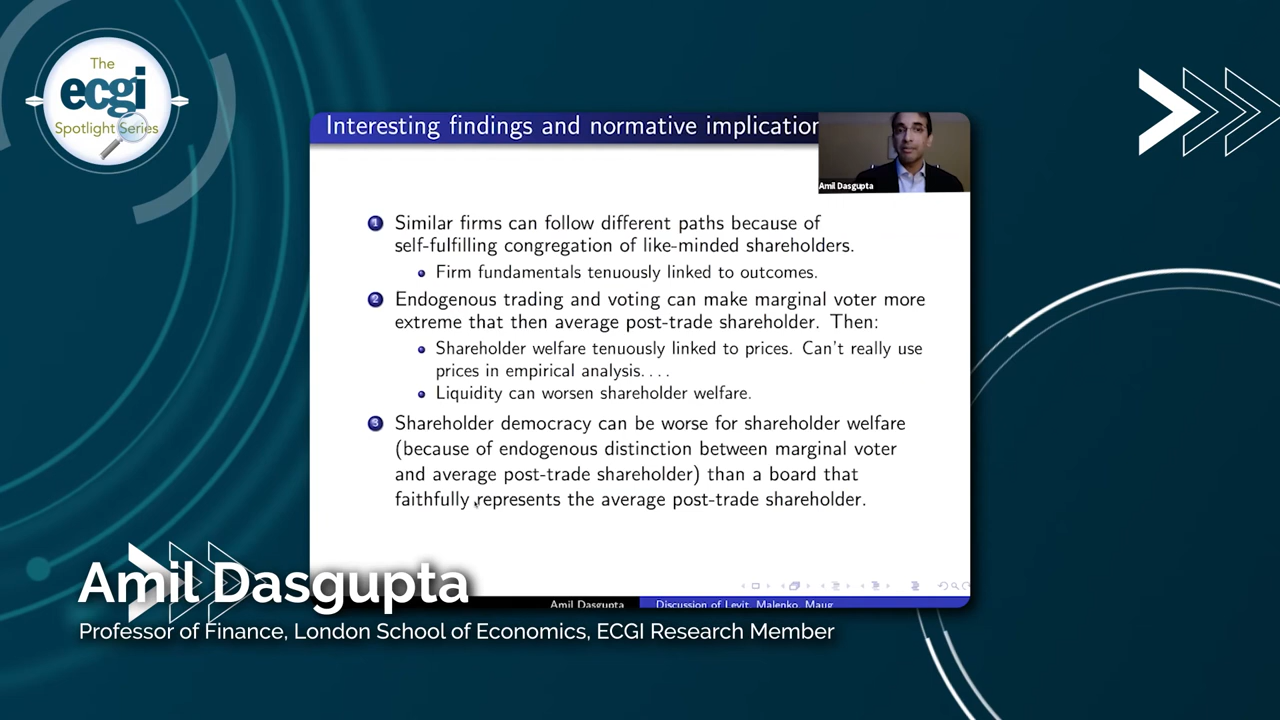 The
ecgi
Spotlight Series
Interesting findings and normative implication
Amil Dasgupta
1 Similar firms can follow different paths because of
self-fulfilling congregation of like-minded shareholders.
Firm fundamentals tenuously linked to outcomes.
2 Endogenous trading and voting can make marginal voter more
extreme that then average post-trade shareholder. Then:
Shareholder welfare tenuously linked to prices. Can't really use
prices in empirical analysis. . . .
Liquidity can worsen shareholder welfare.
3 Shareholder democracy can be worse for shareholder welfare
(because of endogenous distinction between marginal voter
and average post-trade shareholder) than a board that
faithfully represents the average post-trade shareholder.
Amil Dasgupta
Discussion of Levit, Malenko, Maug
Amil Dasgupta
Professor of Finance, London School of Economics, ECGI Research Member